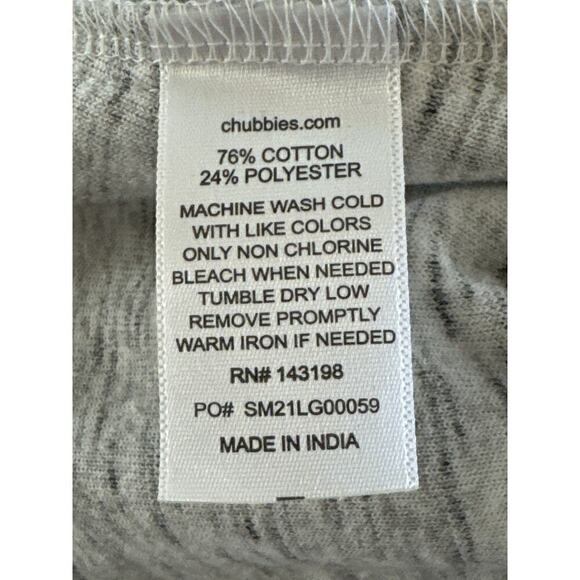 chubbies.com
76% COTTON
24% POLYESTER
MACHINE WASH COLD
WITH LIKE COLORS
ONLY NON CHLORINE
BLEACH WHEN NEEDED
TUMBLE DRY LOW
REMOVE PROMPTLY
WARM IRON IF NEEDED
RN# 143198
PO# SM21LG00059
MADE IN INDIA